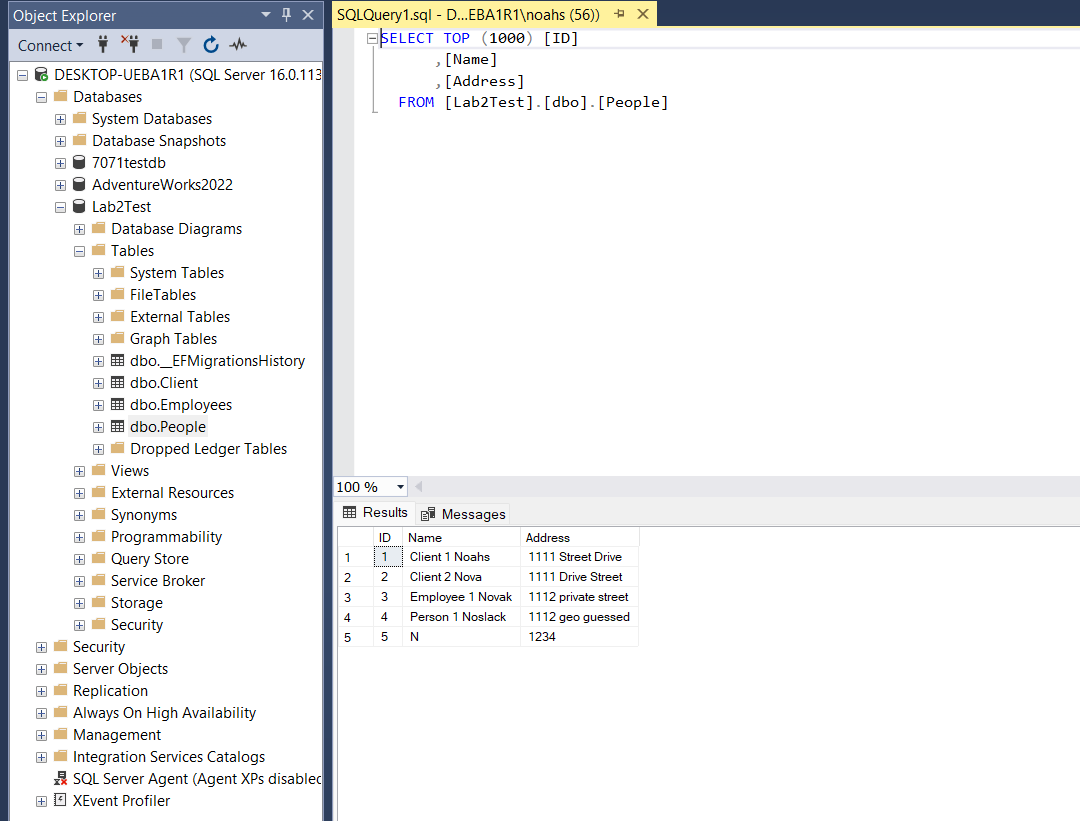 Object Explorer
Connect
DESKTOP-UEBA1R1 (SQL Server 16.0.113
Databases
System Databases
Database Snapshots
7071testdb
AdventureWorks2022
Lab2Test
Database Diagrams
Tables
System Tables
FileTables
External Tables
Graph Tables
dbo.__EFMigrationsHistory
dbo.Client
dbo.Employees
dbo.People
Dropped Ledger Tables
Views
External Resources
Synonyms
Programmability
Query Store
Service Broker
Storage
Security
Security
Server Objects
Replication
Always On High Availability
Management
Integration Services Catalogs
SQL Server Agent (Agent XPs disabled
XEvent Profiler
SQLQuery1.sql - D...EBA1R1\noahs (56))
SELECT TOP (1000) [ID]
,[Name]
,[Address]
FROM [Lab2Test].[dbo].[People]
100 %
Results Messages
ID Name Address
1 1 Client 1 Noahs 1111 Street Drive
2 2 Client 2 Nova 1111 Drive Street
3 3 Employee 1 Novak 1112 private street
4 4 Person 1 Noslack 1112 geo guessed
5 5 N 1234